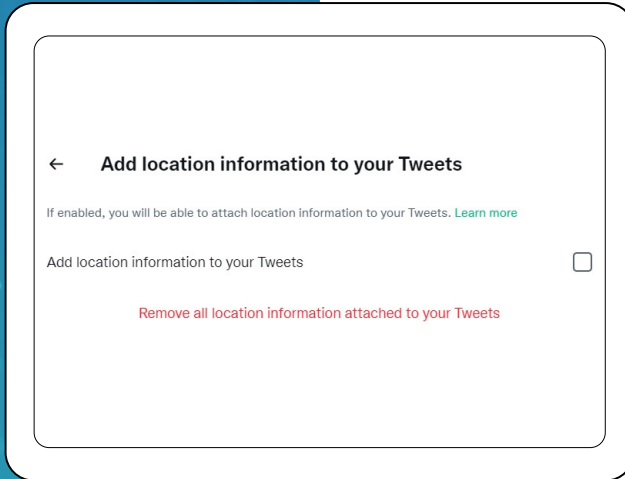 Add location information to your Tweets
If enabled, you will be able to attach location information to your Tweets. Learn more
Add location information to your Tweets
Remove all location information attached to your Tweets